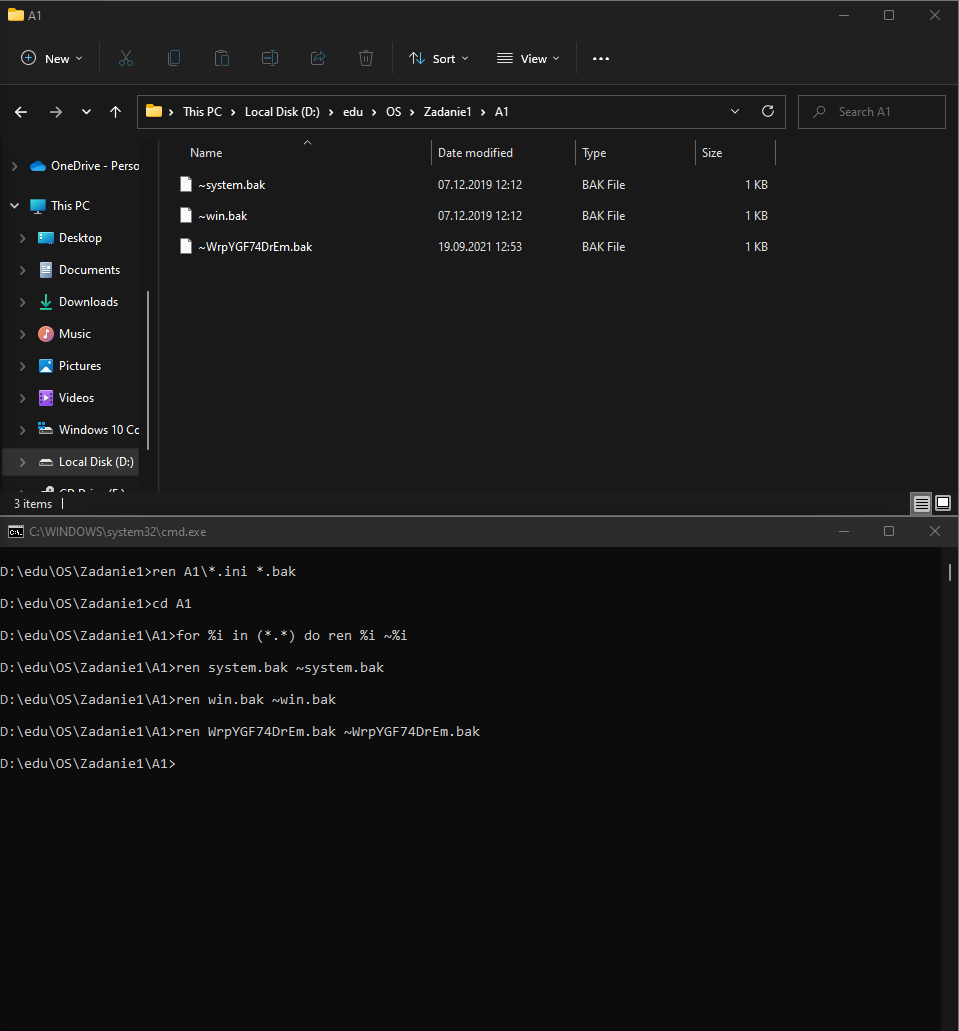 A1
New
Sort
View
This PC
Local Disk (D:)
edu
OS
Zadanie1
A1
Search A1
OneDrive - Perso
This PC
Desktop
Documents
Downloads
Music
Pictures
Videos
Windows 10 Co
Local Disk (D:)
Name Date modified Type Size
~system.bak 07.12.2019 12:12 BAK File 1 KB
~win.bak 07.12.2019 12:12 BAK File 1 KB
~WrpYGF74DrEm.bak 19.09.2021 12:53 BAK File 1 KB
3 items
C:\WINDOWS\system32\cmd.exe
D:\edu\OS\Zadanie1>ren A1\*.ini *.bak
D:\edu\OS\Zadanie1>cd A1
D:\edu\OS\Zadanie1\A1>for %i in (*.*) do ren %i ~%i
D:\edu\OS\Zadanie1\A1>ren system.bak ~system.bak
D:\edu\OS\Zadanie1\A1>ren win.bak ~win.bak
D:\edu\OS\Zadanie1\A1>ren WrpYGF74DrEm.bak ~WrpYGF74DrEm.bak
D:\edu\OS\Zadanie1\A1>